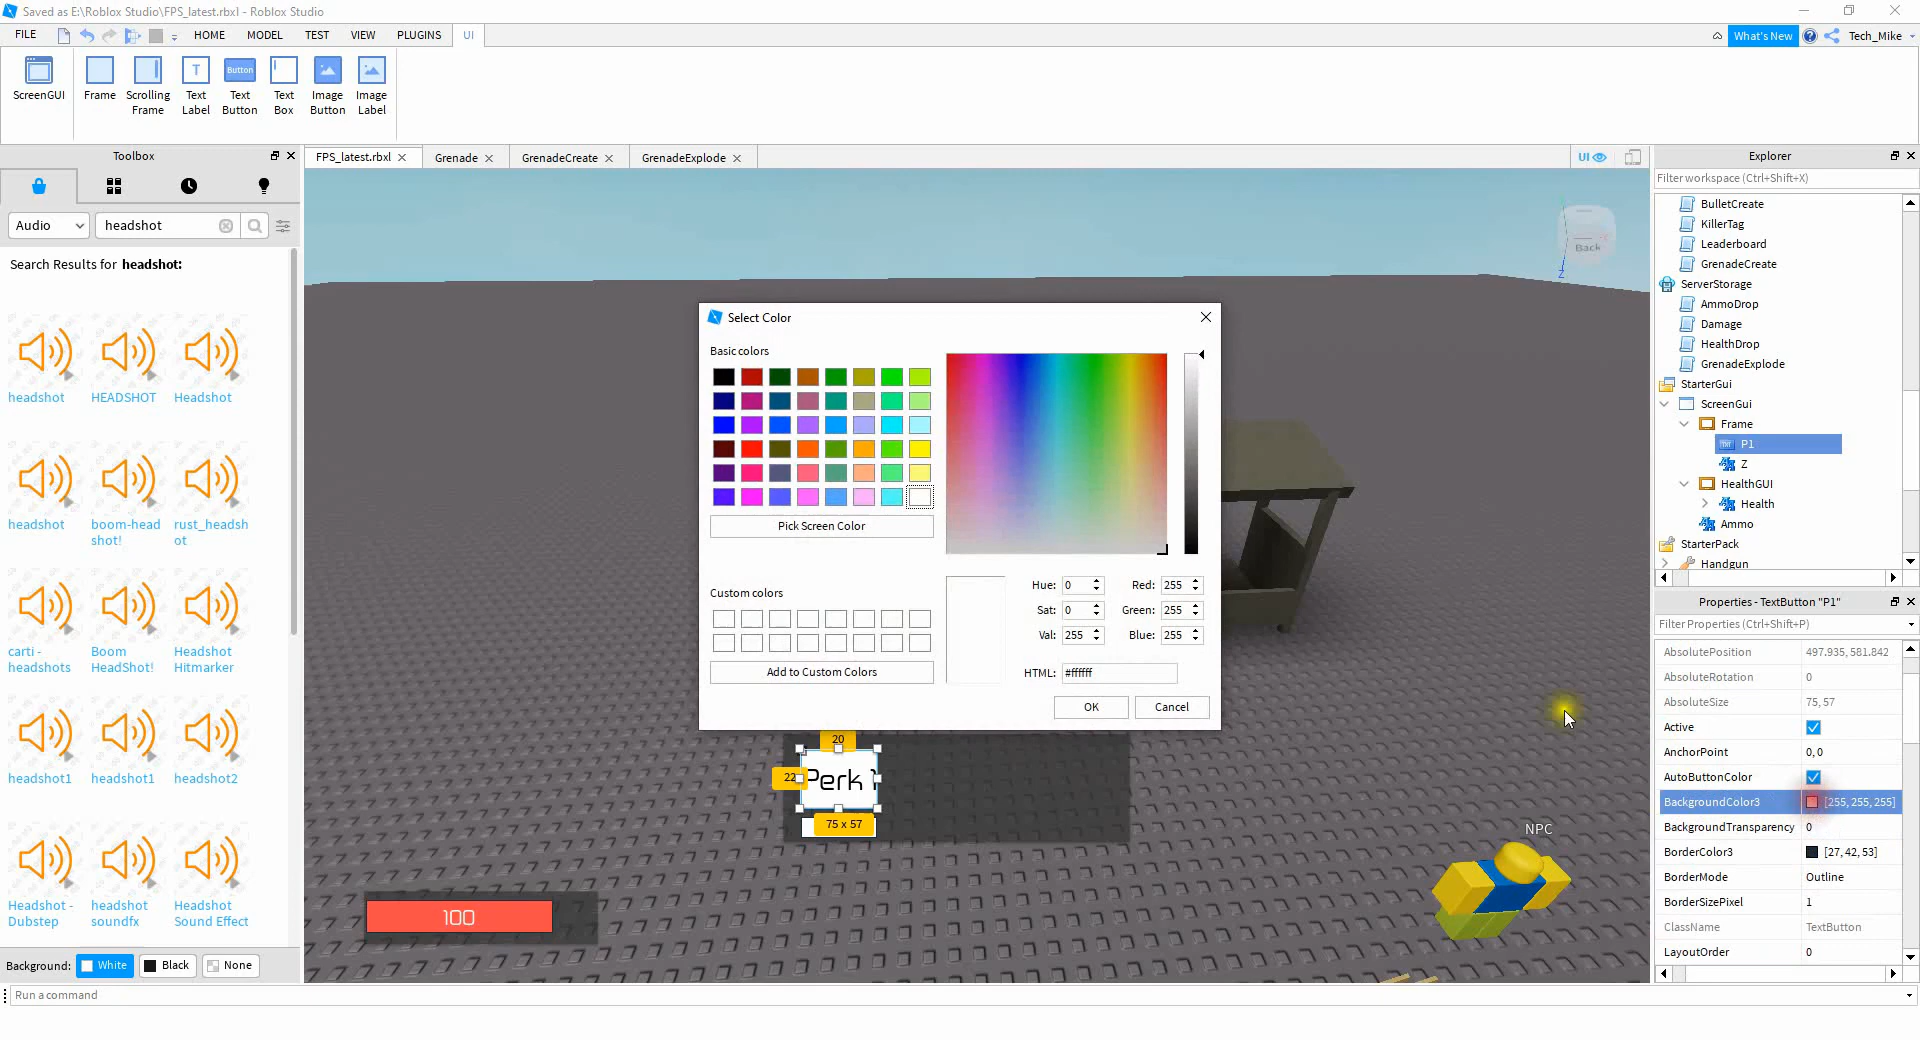 Saved as E:\Roblox Studio\FPS_latest.rbxl - Roblox Studio
FILE
HOME
MODEL
TEST
VIEW
PLUGINS
UI
What's New
Tech_Mike
ScreenGUI
Frame
Scrolling
Frame
Text
Label
Button
Text
Button
Text
Box
Image
Button
Image
Label
Toolbox
Audio
headshot
Search Results for headshot:
headshot
HEADSHOT
Headshot
headshot
boom-head
shot!
rust_headsh
ot
carti -
headshots
Boom
HeadShot!
Headshot
Hitmarker
headshot1
headshot1
headshot2
Headshot -
Dubstep
headshot
soundfx
Headshot
Sound Effect
Background:
White
Black
None
Run a command
FPS_latest.rbxl
Grenade
GrenadeCreate
GrenadeExplode
UI
Back
Z
Select Color
Basic colors
Pick Screen Color
Custom colors
Add to Custom Colors
Hue: 0
Red: 255
Sat: 0
Green: 255
Val: 255
Blue: 255
HTML: #ffffff
OK
Cancel
20
22
Perk
75 x 57
100
NPC
Explorer
Filter workspace (Ctrl+Shift+X)
BulletCreate
KillerTag
Leaderboard
GrenadeCreate
ServerStorage
AmmoDrop
Damage
HealthDrop
GrenadeExplode
StarterGui
ScreenGui
Frame
P1
Z
HealthGUI
Health
Ammo
StarterPack
Handgun
Properties - TextButton "P1"
Filter Properties (Ctrl+Shift+P)
AbsolutePosition 497.935, 581.842
AbsoluteRotation 0
AbsoluteSize 75, 57
Active
AnchorPoint 0, 0
AutoButtonColor
BackgroundColor3 [255, 255, 255]
BackgroundTransparency 0
BorderColor3 [27, 42, 53]
BorderMode Outline
BorderSizePixel 1
ClassName TextButton
LayoutOrder 0